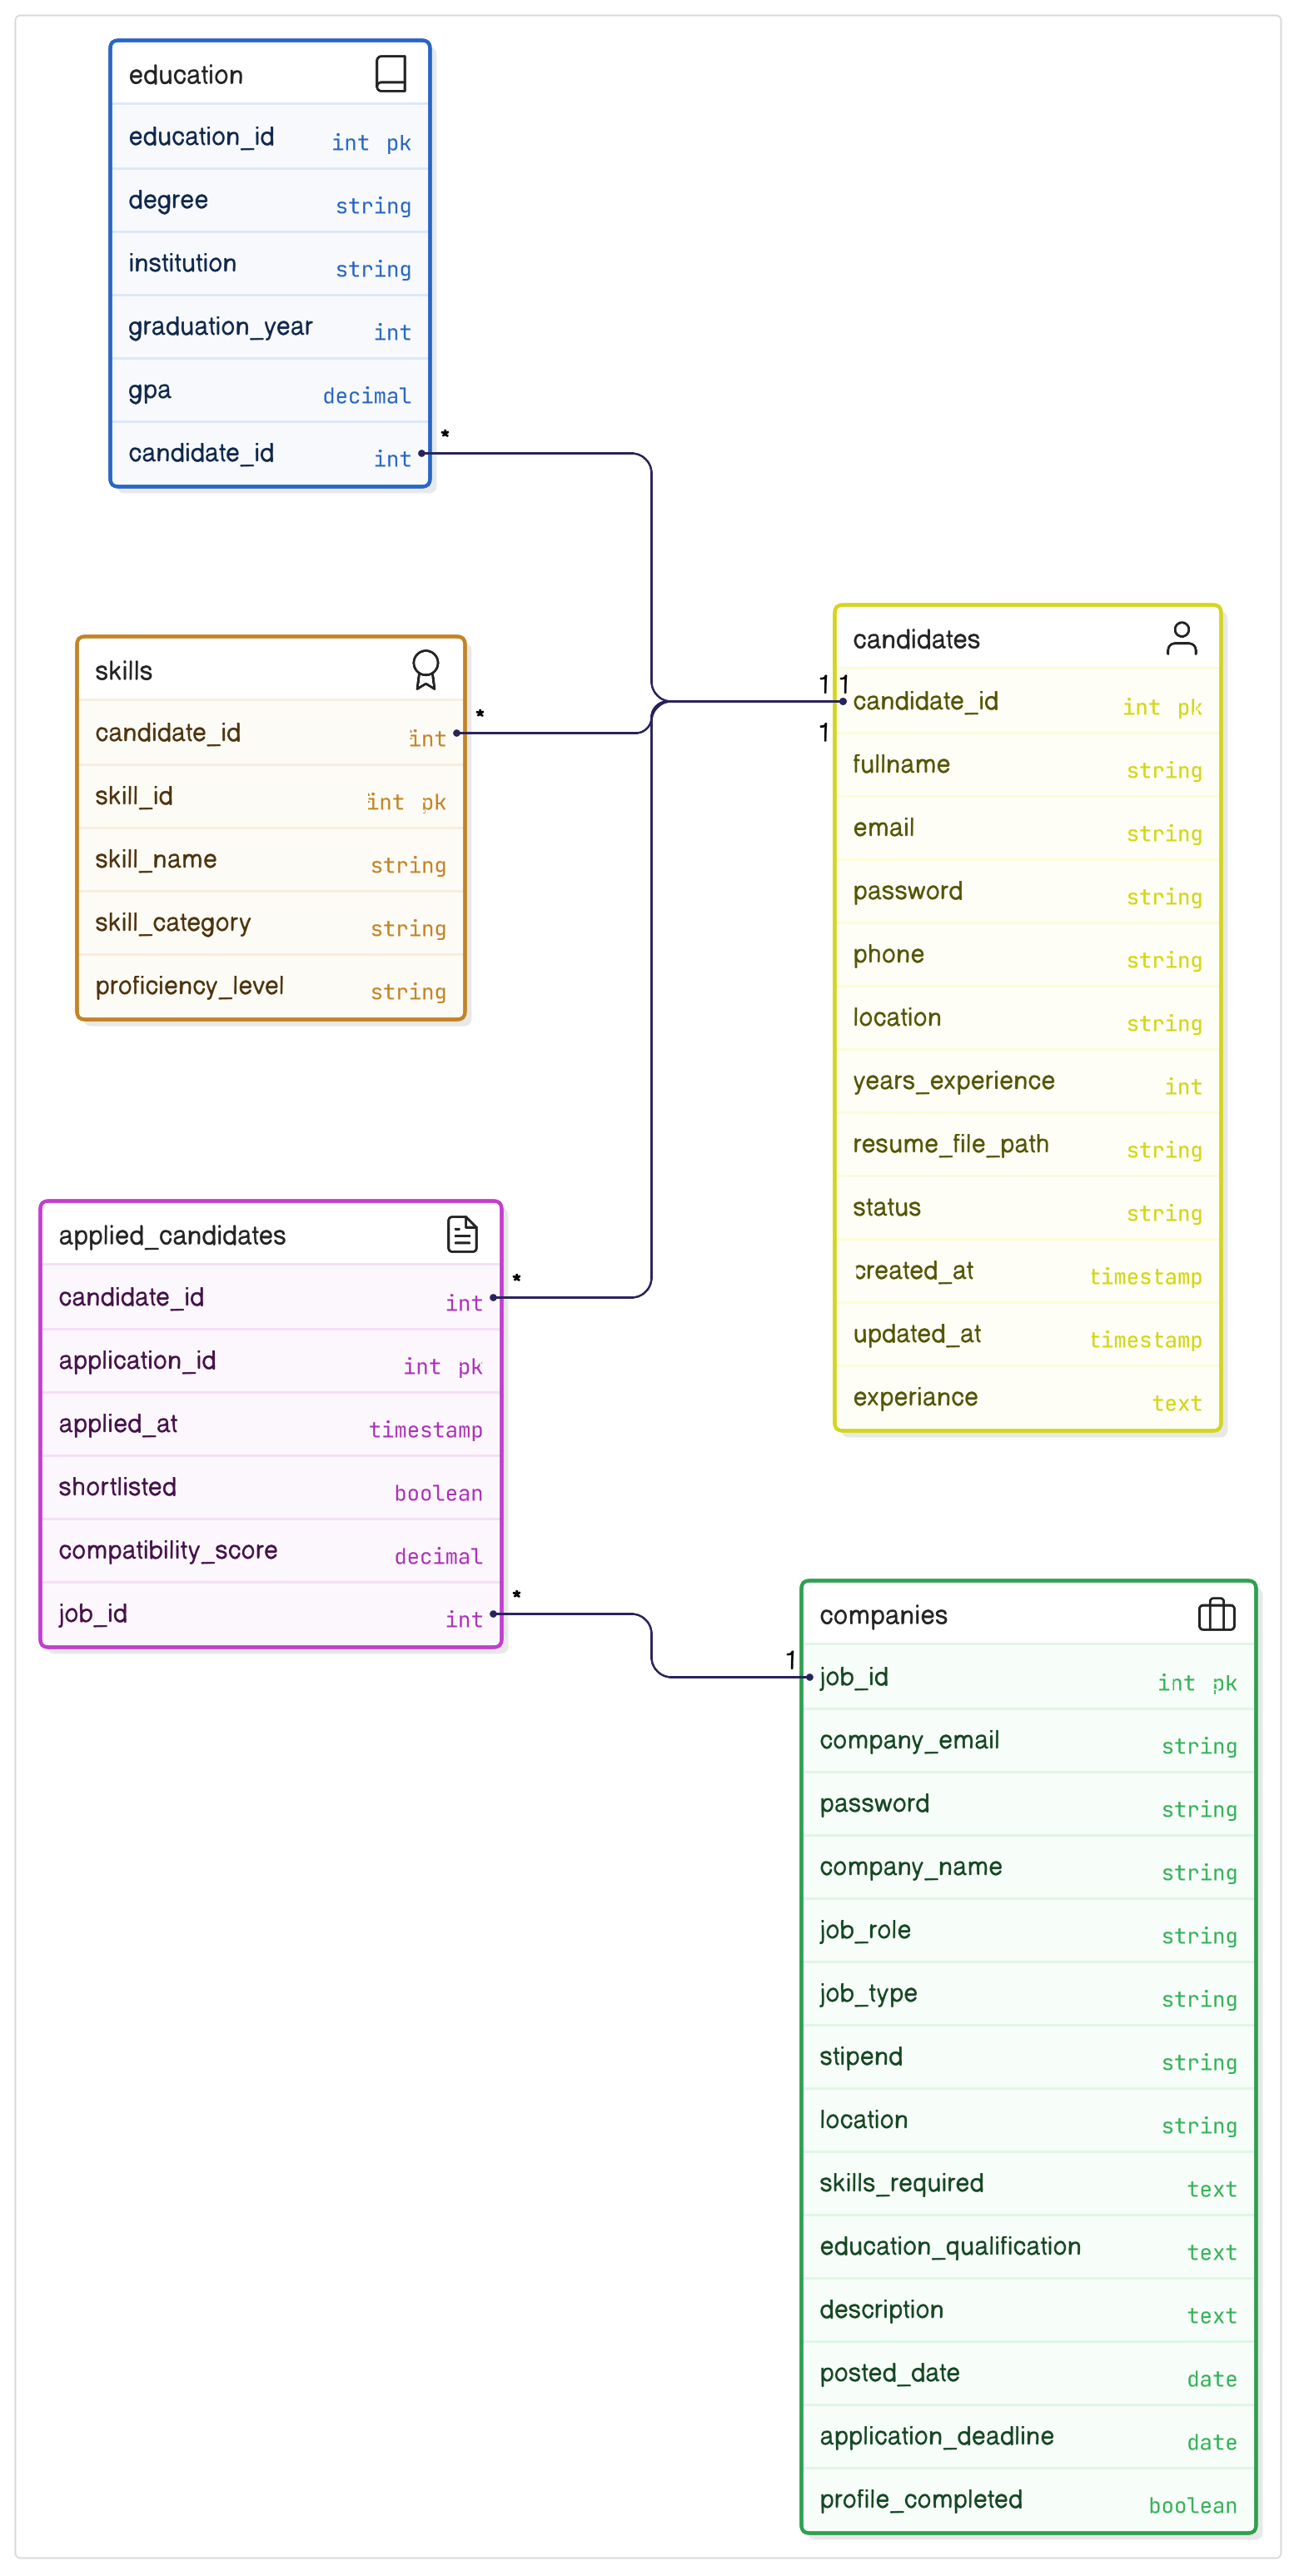 education
education_id int pk
degree string
institution string
graduation_year int
gpa decimal
candidate_id int
*
skills
candidate_id int
skill_id int pk
skill_name string
skill_category string
proficiency_level string
*
candidates
1 1
candidate_id int pk
1
fullname string
email string
password string
phone string
location string
years_experience int
resume_file_path string
status string
created_at timestamp
updated_at timestamp
experiance text
applied_candidates
*
candidate_id int
application_id int pk
applied_at timestamp
shortlisted boolean
compatibility_score decimal
*
job_id int
companies
1
job_id int pk
company_email string
password string
company_name string
job_role string
job_type string
stipend string
location string
skills_required text
education_qualification text
description text
posted_date date
application_deadline date
profile_completed boolean